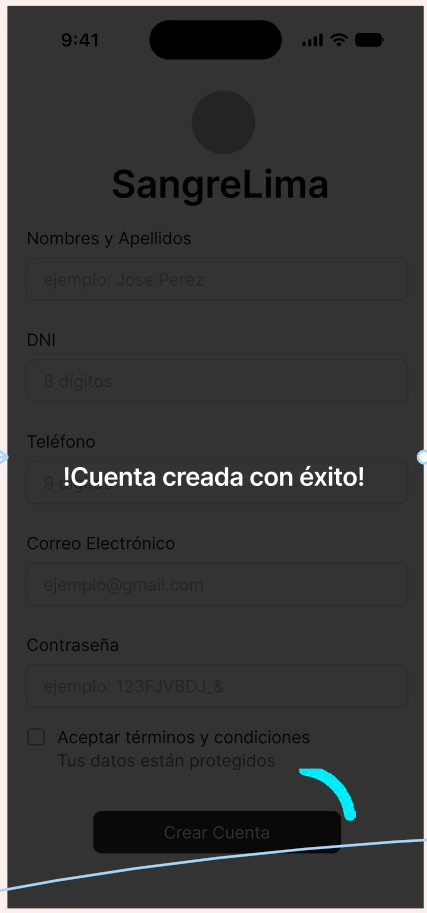 9:41
SangreLima
Nombres y Apellidos
ejemplo: Jose Perez
DNI
8 dígitos
Teléfono
!Cuenta creada con éxito!
Correo Electrónico
ejemplo@gmail.com
Contraseña
ejemplo: 123FJVBDJ_&
Aceptar términos y condiciones
Tus datos están protegidos
Crear Cuenta